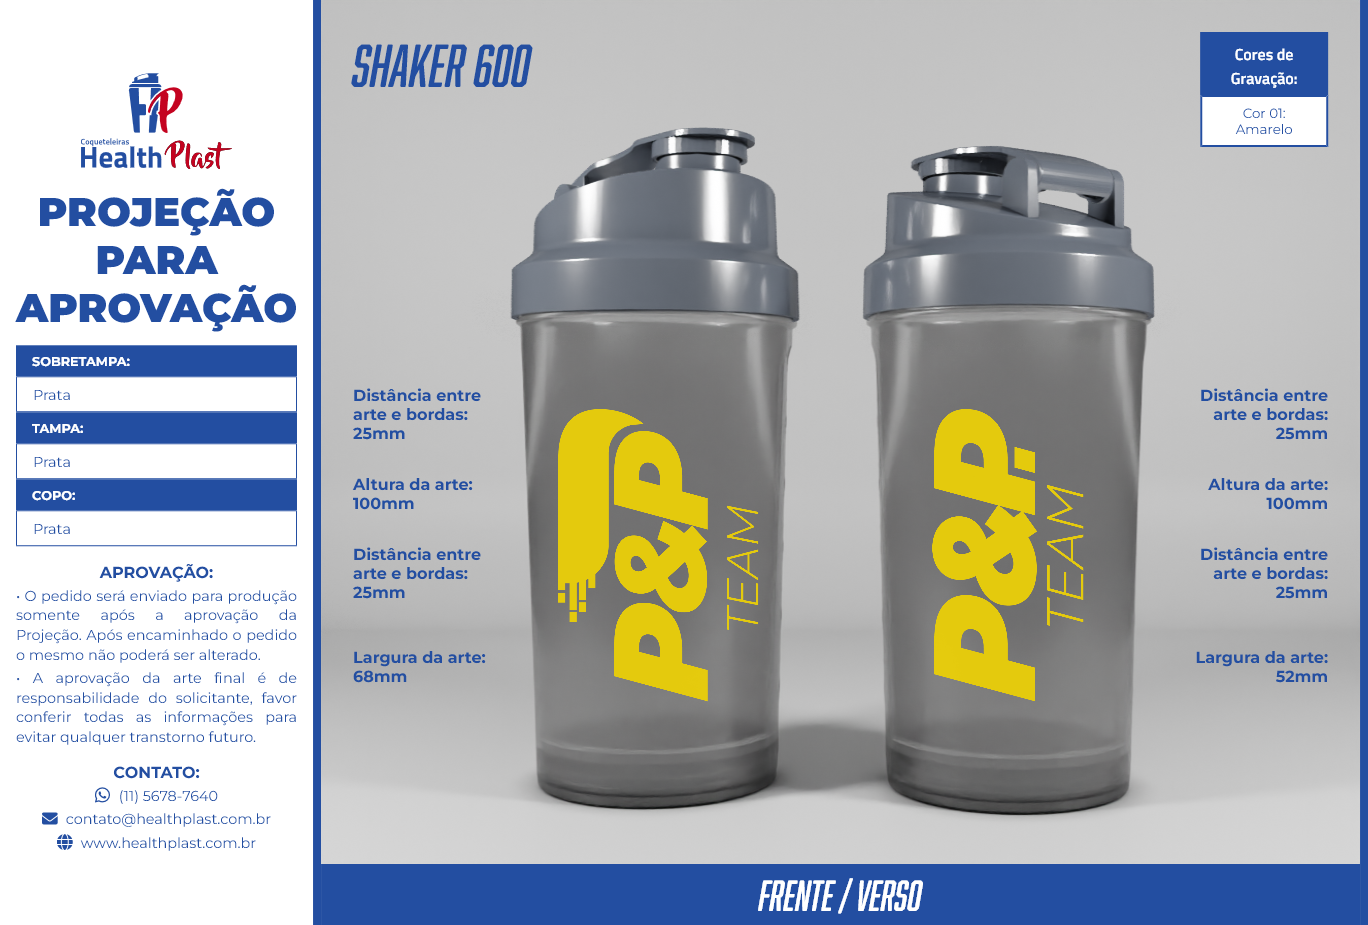 HP
Coqueteleiras
Health Plast
PROJEÇÃO
PARA
APROVAÇÃO
SOBRETAMPA:
Prata
TAMPA:
Prata
COPO:
Prata
APROVAÇÃO:
• O pedido será enviado para produção
somente após a aprovação da
Projeção. Após encaminhado o pedido
o mesmo não poderá ser alterado.
• A aprovação da arte final é de
responsabilidade do solicitante, favor
conferir todas as informações para
evitar qualquer transtorno futuro.
CONTATO:
(11) 5678-7640
contato@healthplast.com.br
www.healthplast.com.br
SHAKER 600
Cores de
Gravação:
Cor 01:
Amarelo
Distância entre
arte e bordas:
25mm
Altura da arte:
100mm
Distância entre
arte e bordas:
25mm
Largura da arte:
68mm
P&P
TEAM
P&P.
TEAM
Distância entre
arte e bordas:
25mm
Altura da arte:
100mm
Distância entre
arte e bordas:
25mm
Largura da arte:
52mm
FRENTE / VERSO